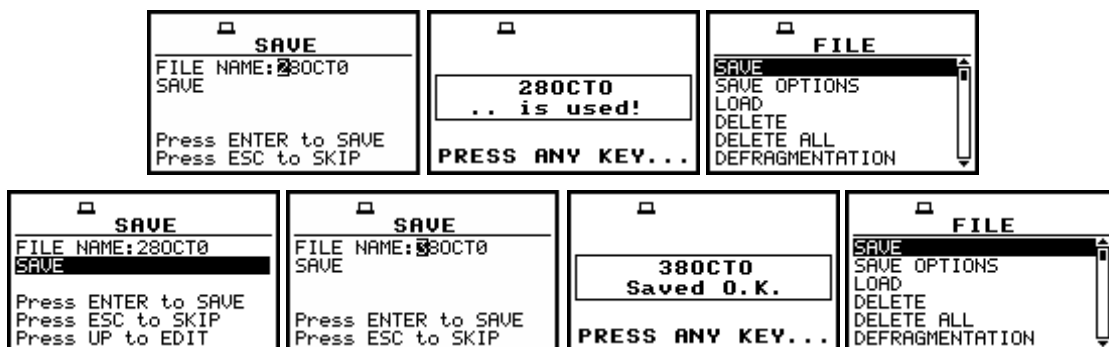 SAVE
FILE NAME:28OCT0
SAVE
Press ENTER to SAVE
Press ESC to SKIP
28OCT0
.. is used!
PRESS ANY KEY...
FILE
SAVE
SAVE OPTIONS
LOAD
DELETE
DELETE ALL
DEFRAGMENTATION
SAVE
FILE NAME:28OCT0
SAVE
Press ENTER to SAVE
Press ESC to SKIP
Press UP to EDIT
SAVE
FILE NAME:38OCT0
SAVE
Press ENTER to SAVE
Press ESC to SKIP
38OCT0
Saved O.K.
PRESS ANY KEY...
FILE
SAVE
SAVE OPTIONS
LOAD
DELETE
DELETE ALL
DEFRAGMENTATION